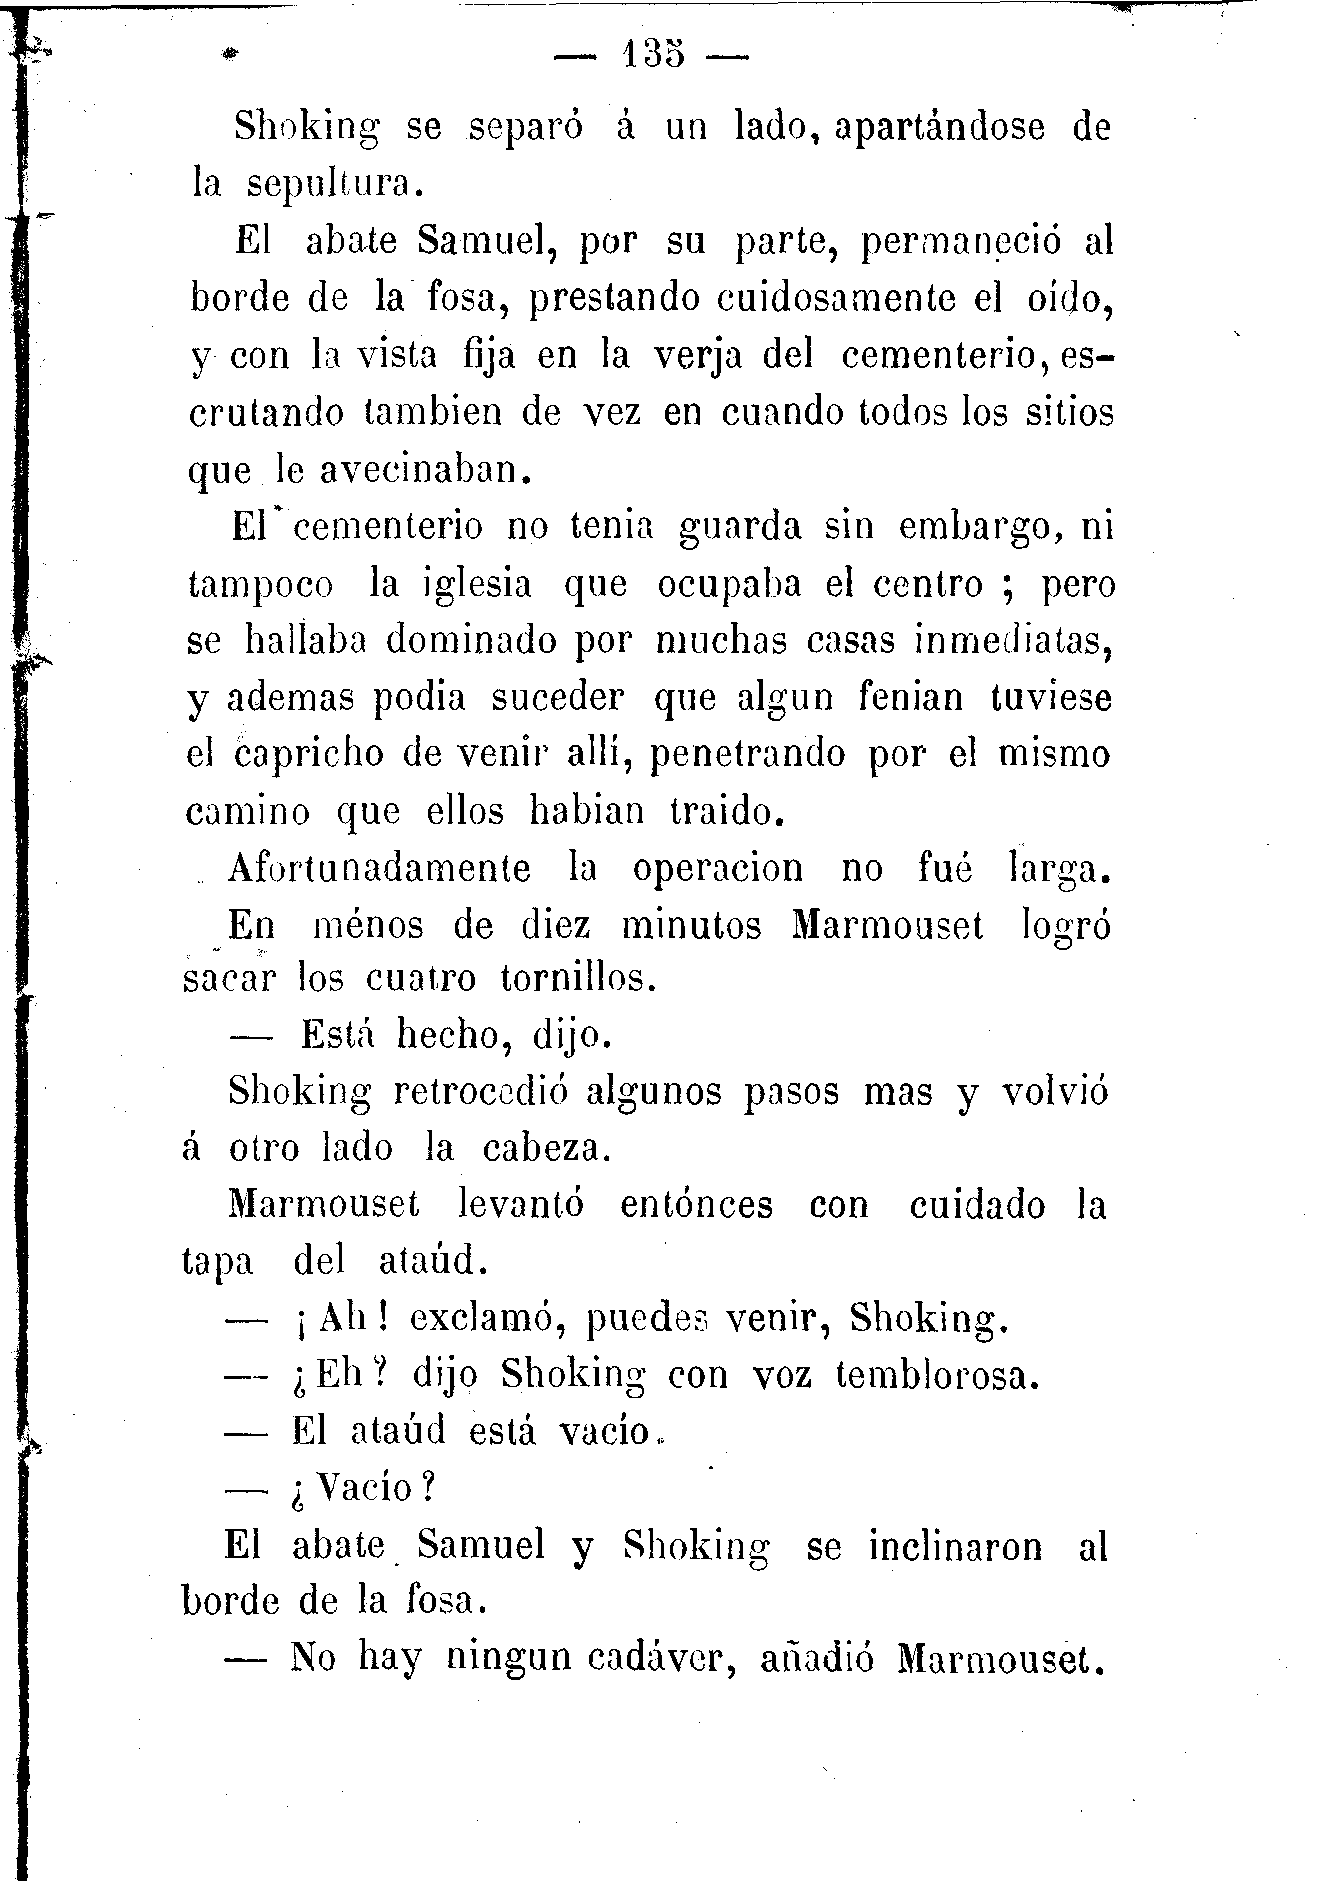 — 135 —
Shoking se separó á un lado, apartándose de
la sepultura.
El abate Samuel, por su parte, permaneció al
borde de la fosa, prestando cuidosamente el oído,
y con la vista fija en la verja del cementerio, es-
crutando tambien de vez en cuando todos los sitios
que le avecinaban.
El cementerio no tenia guarda sin embargo, ni
tampoco la iglesia que ocupaba el centro ; pero
se hallaba dominado por muchas casas inmediatas,
y ademas podia suceder que algun fenian tuviese
el capricho de venir allí, penetrando por el mismo
camino que ellos habian traido.
Afortunadamente la operacion no fué larga.
En ménos de diez minutos Marmouset logró
sacar los cuatro tornillos.
— Está hecho, dijo.
Shoking retrocedió algunos pasos mas y volvió
á otro lado la cabeza.
Marmouset levantó entónces con cuidado la
tapa del ataúd.
— ¡ Ah ! exclamó, puedes venir, Shoking.
— ¿ Eh ? dijo Shoking con voz temblorosa.
— El ataúd está vacío.
— ¿ Vacío ?
El abate Samuel y Shoking se inclinaron al
borde de la fosa.
— No hay ningun cadáver, añadió Marmouset.